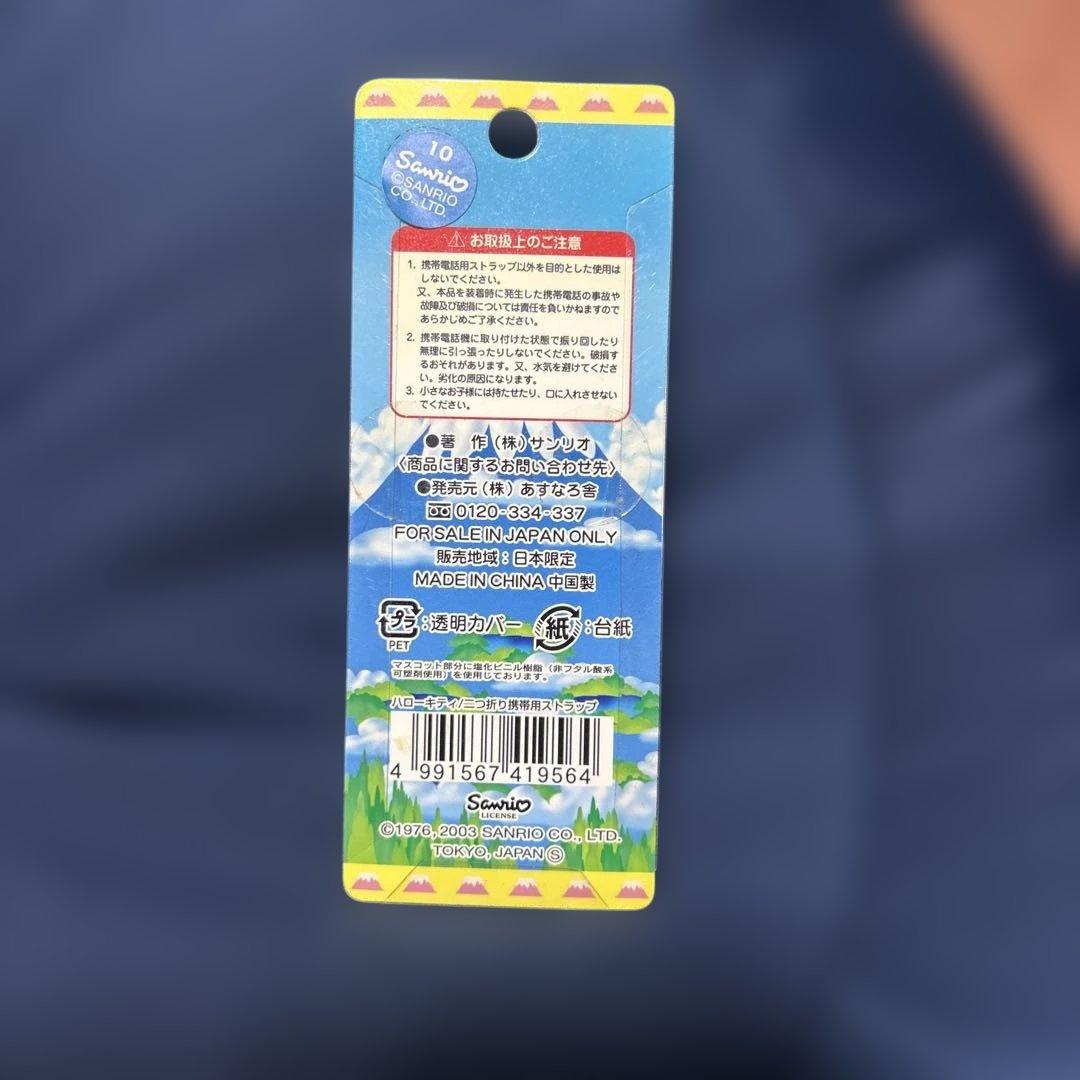 10
Sanrio
©SANRIO
CO., LTD.
⚠ お取扱上のご注意
1. 携帯電話用ストラップ以外を目的とした使用は
しないでください。
又、本品を装着時に発生した携帯電話の事故や
故障及び破損については責任を負いかねますので
あらかじめご了承ください。
2. 携帯電話機に取り付けた状態で振り回したり
無理に引っ張ったりしないでください。破損す
るおそれがあります。又、水気を避けてくださ
い。劣化の原因になります。
3. 小さなお子様には持たせたり、口に入れさせない
でください。
●著 作(株)サンリオ
〈商品に関するお問い合わせ先〉
●発売元(株)あすなろ舎
0120-334-337
FOR SALE IN JAPAN ONLY
販売地域:日本限定
MADE IN CHINA 中国製
プラ:透明カバー 紙:台紙
PET
マスコット部分に塩化ビニル樹脂(非フタル酸系
可塑剤使用)を使用しております。
ハローキティ/二つ折り携帯用ストラップ
4 991567 419564
Sanrio
LICENSE
©1976, 2003 SANRIO CO., LTD.
TOKYO, JAPAN Ⓢ